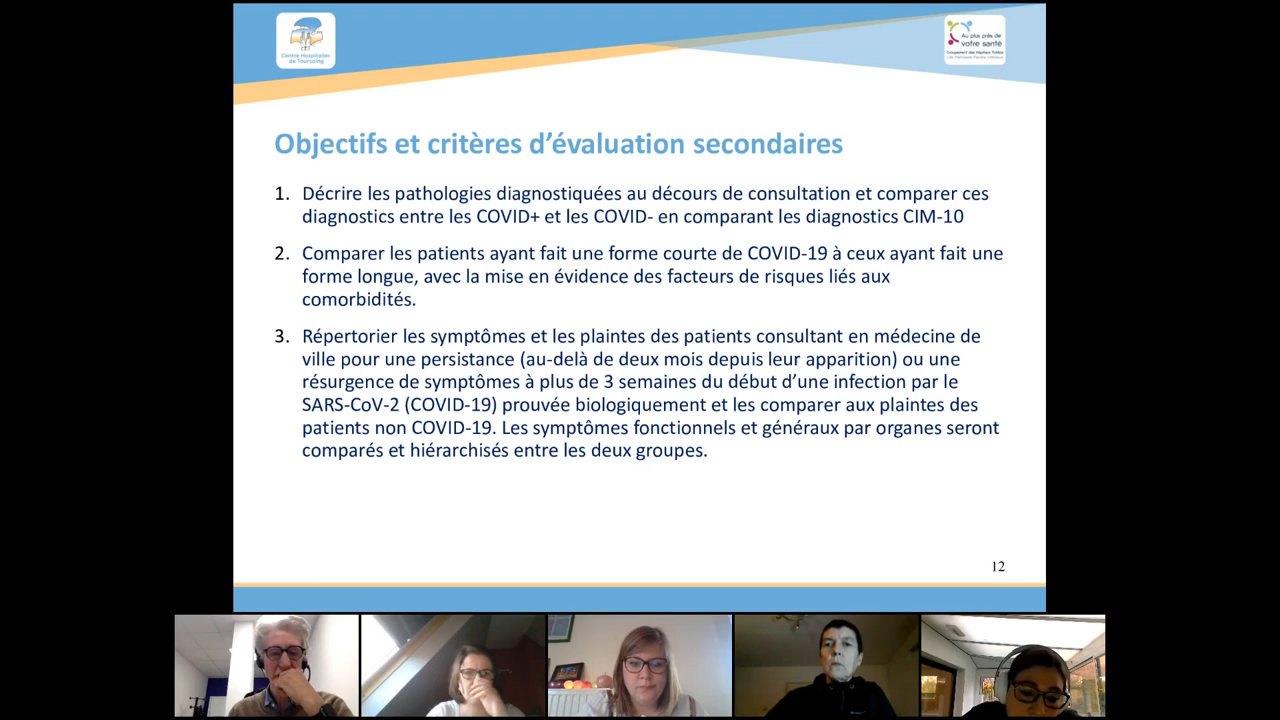 Centre Hospitalier
de Tourcoing
Au plus près de
votre santé
Objectifs et critères d’évaluation secondaires
1. Décrire les pathologies diagnostiquées au décours de consultation et comparer ces
diagnostics entre les COVID+ et les COVID- en comparant les diagnostics CIM-10
2. Comparer les patients ayant fait une forme courte de COVID-19 à ceux ayant fait une
forme longue, avec la mise en évidence des facteurs de risques liés aux
comorbidités.
3. Répertorier les symptômes et les plaintes des patients consultant en médecine de
ville pour une persistance (au-delà de deux mois depuis leur apparition) ou une
résurgence de symptômes à plus de 3 semaines du début d’une infection par le
SARS-CoV-2 (COVID-19) prouvée biologiquement et les comparer aux plaintes des
patients non COVID-19. Les symptômes fonctionnels et généraux par organes seront
comparés et hiérarchisés entre les deux groupes.
12